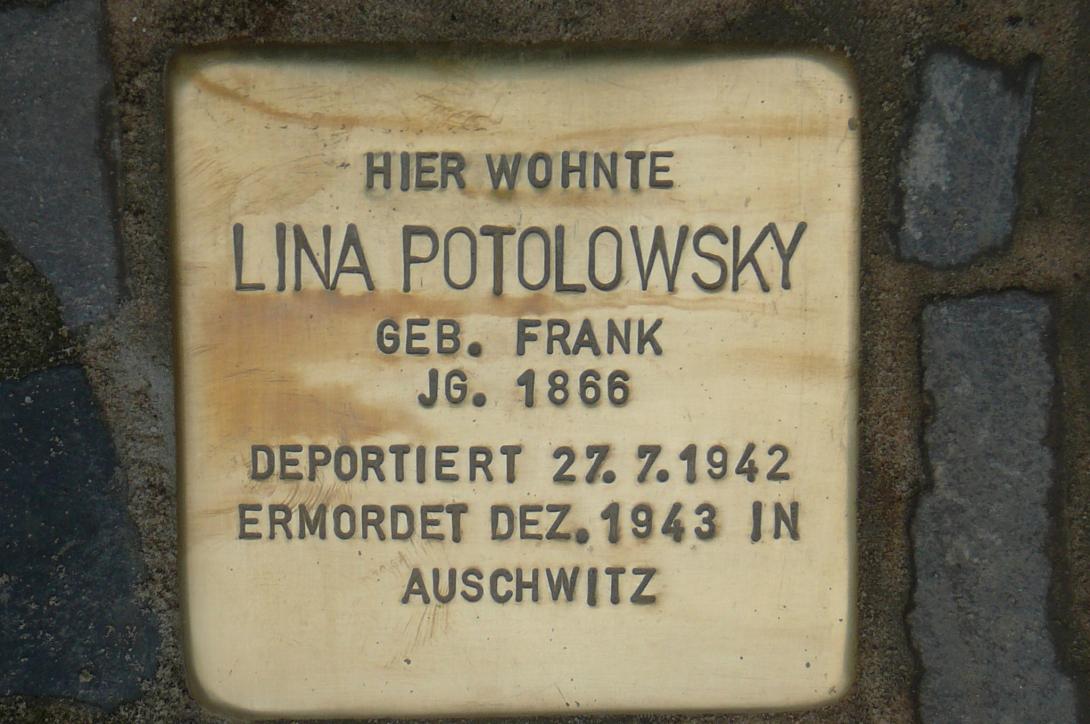 HIER WOHNTE
LINA POTOLOWSKY
GEB. FRANK
JG. 1866
DEPORTIERT 27.7.1942
ERMORDET DEZ.1943 IN
AUSCHWITZ